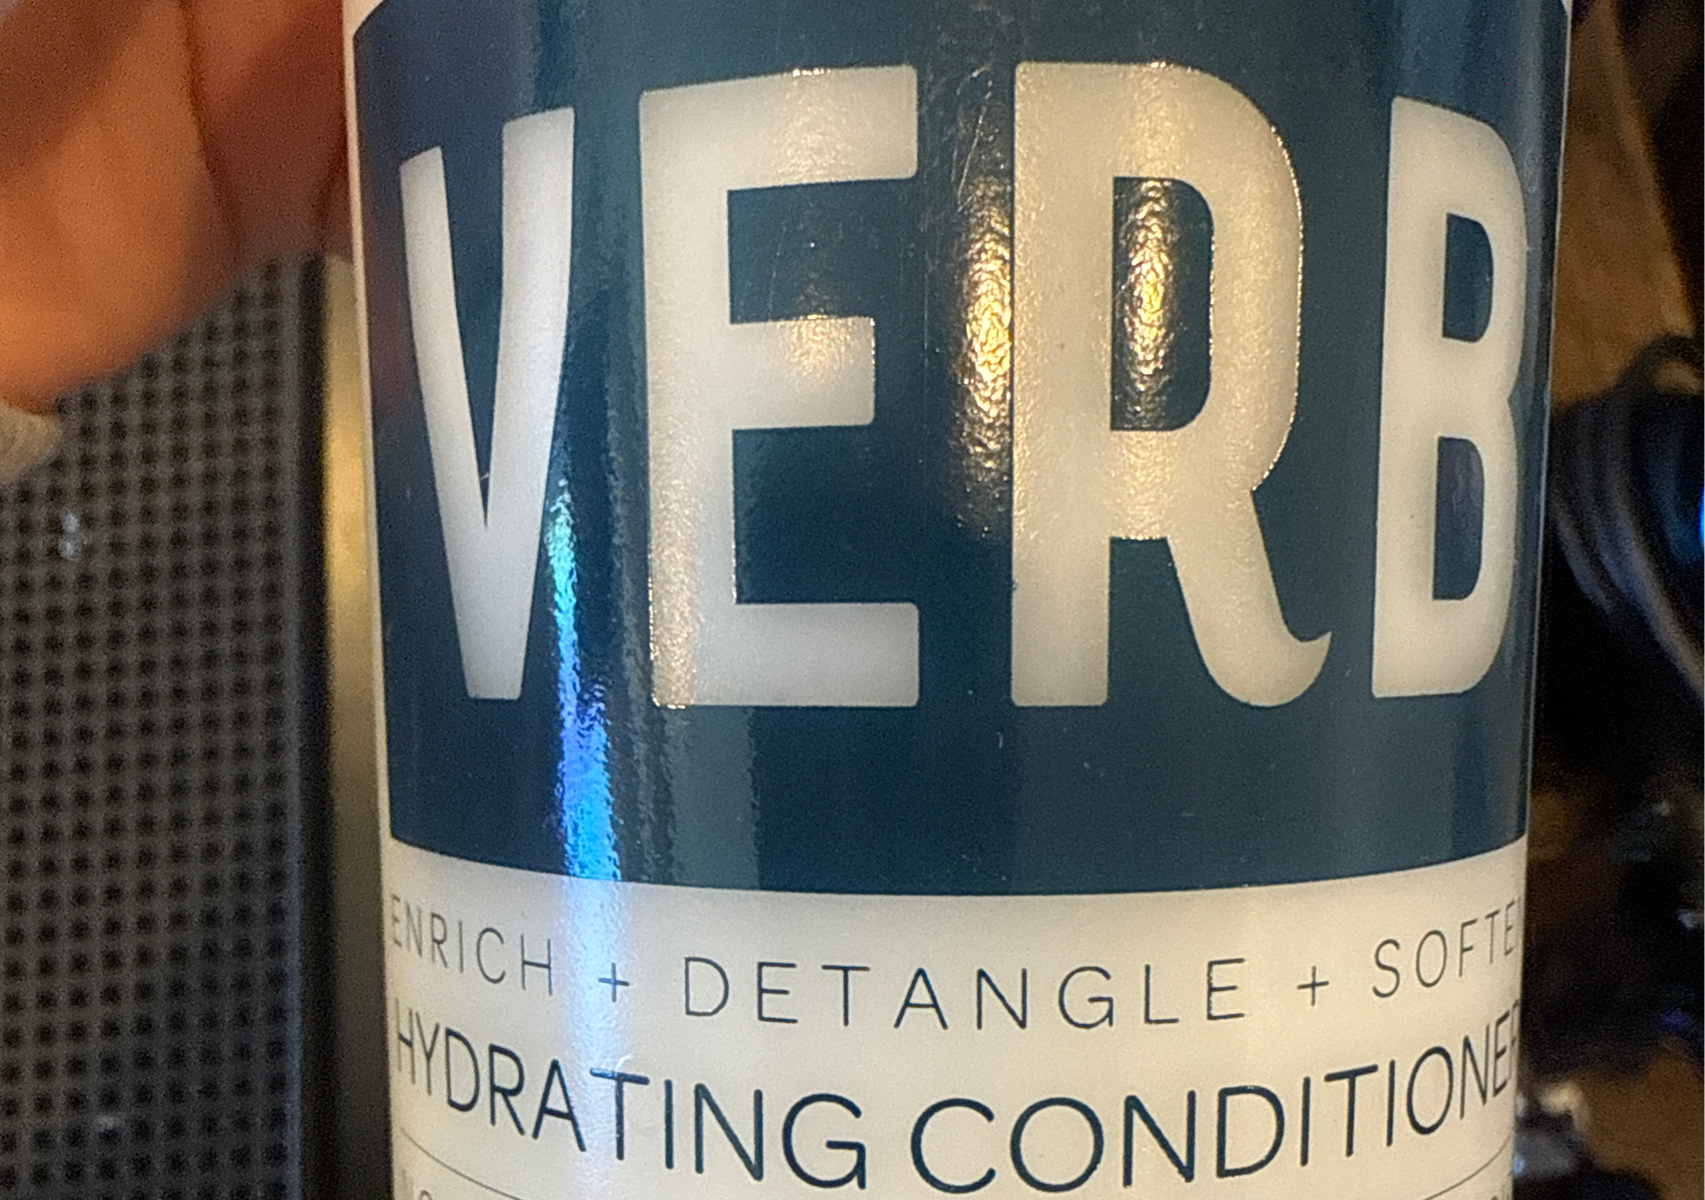 VERB
ENRICH + DETANGLE + SOFTEN
HYDRATING CONDITIONER